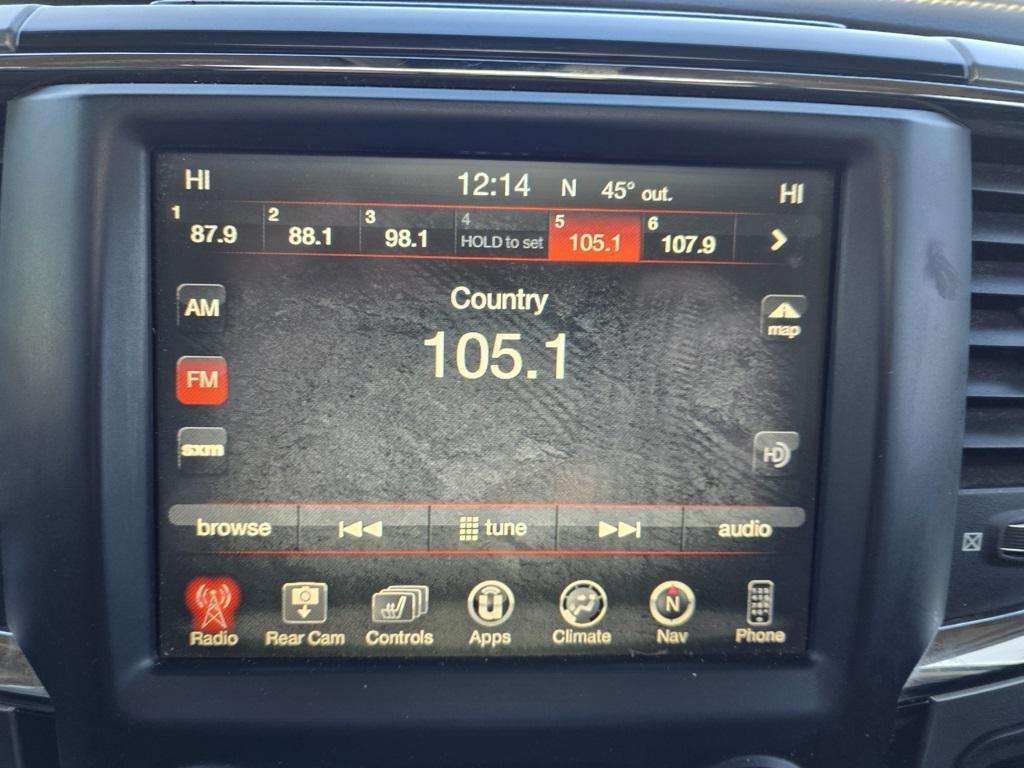 HI 12:14 N 45° out. HI
1 87.9 2 88.1 3 98.1 4 HOLD to set 5 105.1 6 107.9
AM
Country
map
105.1
FM
sxm
HD
browse tune audio
Radio Rear Cam Controls Apps Climate N Nav Phone